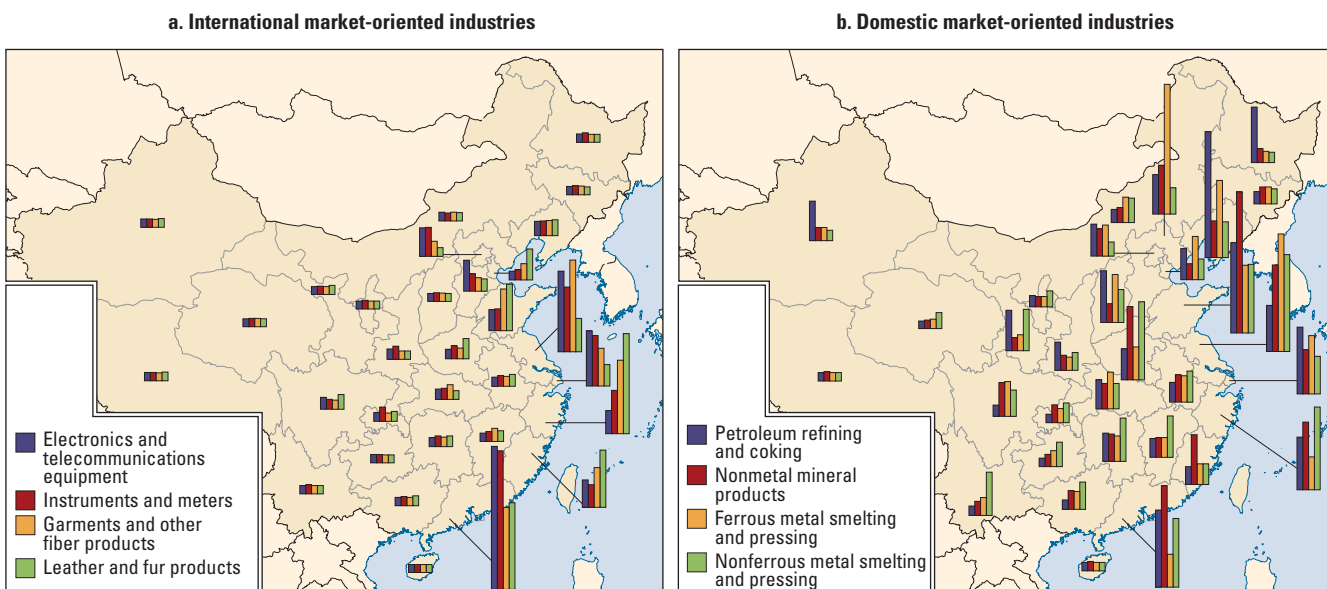 a. International market-oriented industries
Electronics and
telecommunications
equipment
Instruments and meters
Garments and other
fiber products
Leather and fur products
b. Domestic market-oriented industries
Petroleum refining
and coking
Nonmetal mineral
products
Ferrous metal smelting
and pressing
Nonferrous metal smelting
and pressing